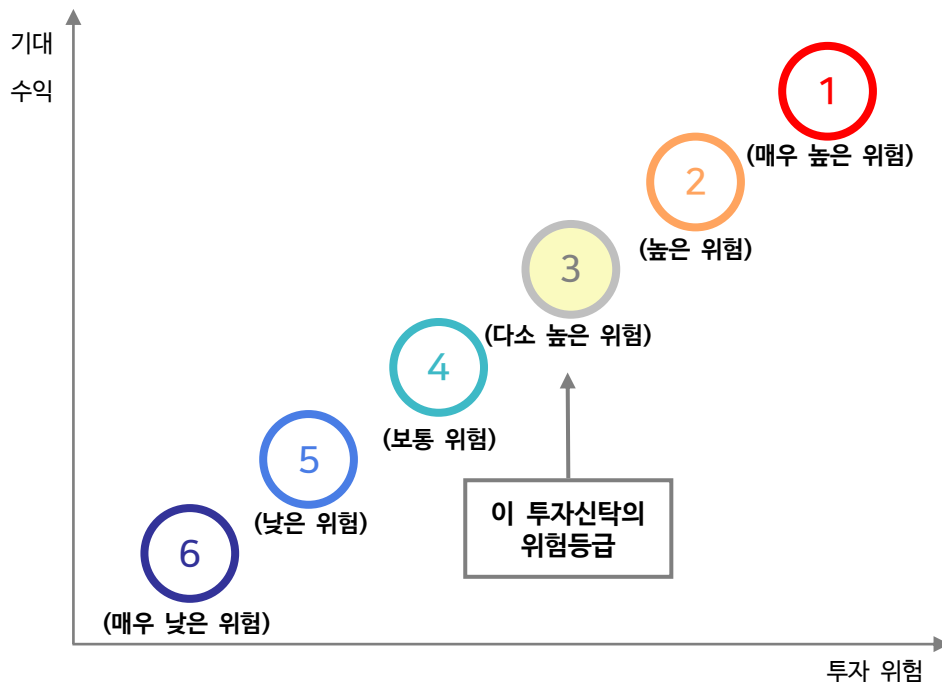 기대
수익
1
(매우 높은 위험)
2
(높은 위험)
3
(다소 높은 위험)
4
(보통 위험)
5
(낮은 위험)
이 투자신탁의
위험등급
6
(매우 낮은 위험)
투자 위험